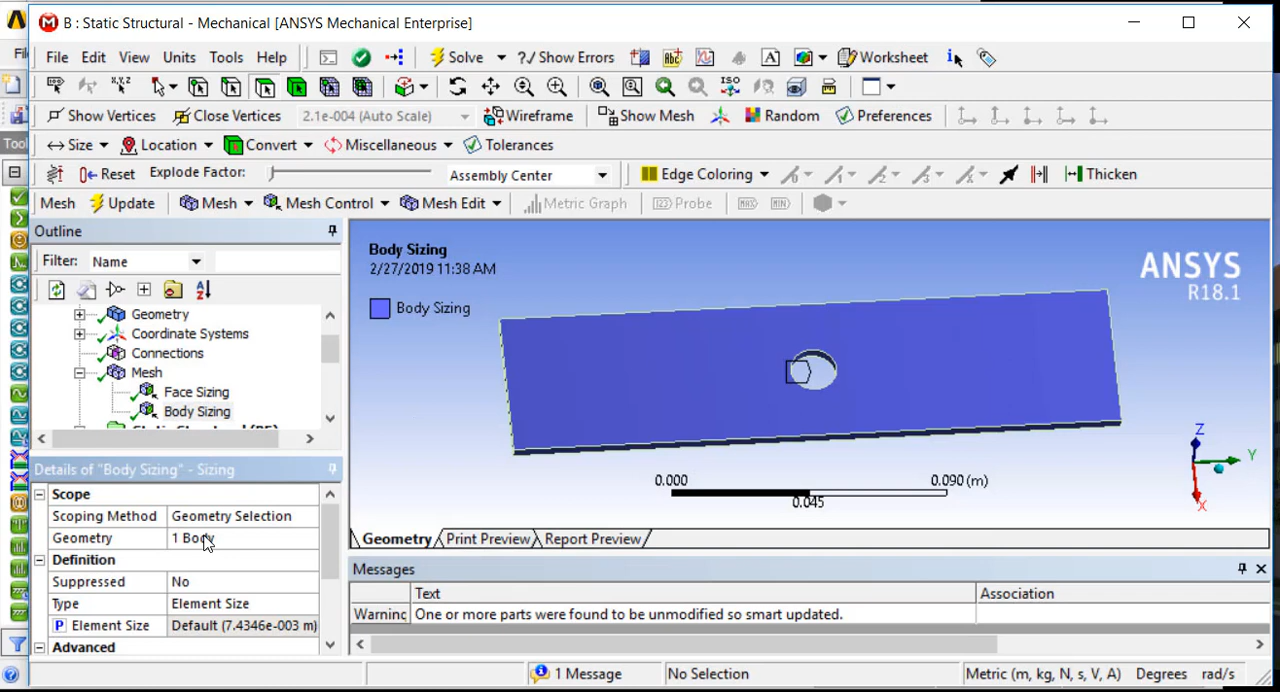 B : Static Structural - Mechanical [ANSYS Mechanical Enterprise]
File Edit View Units Tools Help Solve ?/ Show Errors Worksheet
Show Vertices Close Vertices 2.1e-004 (Auto Scale) Wireframe Show Mesh Random Preferences
Size Location Convert Miscellaneous Tolerances
Reset Explode Factor: Assembly Center Edge Coloring Thicken
Mesh Update Mesh Mesh Control Mesh Edit Metric Graph Probe
Outline
Filter: Name
Geometry
Coordinate Systems
Connections
Mesh
Face Sizing
Body Sizing
Details of "Body Sizing" - Sizing
Scope
Scoping Method Geometry Selection
Geometry 1 Body
Definition
Suppressed No
Type Element Size
P Element Size Default (7.4346e-003 m)
Advanced
Body Sizing
2/27/2019 11:38 AM
Body Sizing
ANSYS
R18.1
Z
Y
X
0.000 0.090 (m)
0.045
Geometry Print Preview Report Preview
Messages
Text Association
Warning One or more parts were found to be unmodified so smart updated.
1 Message No Selection Metric (m, kg, N, s, V, A) Degrees rad/s